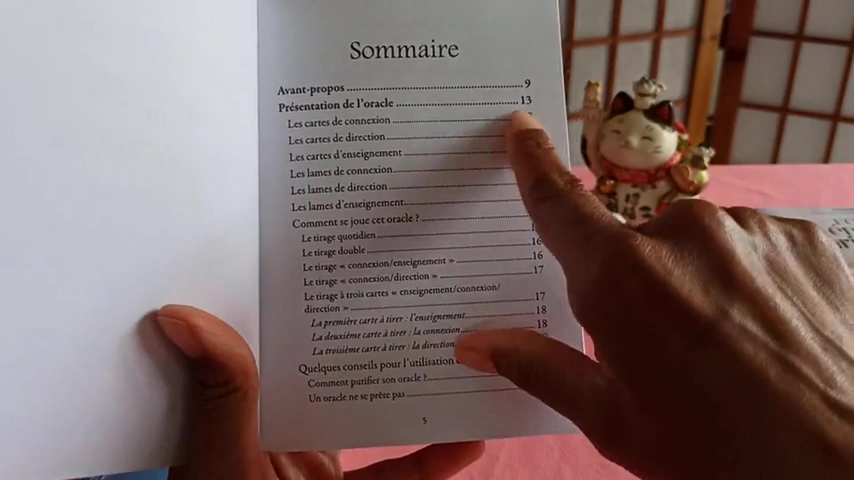 Sommaire
Avant-propos 9
Présentation de l'oracle 13
Les cartes de connexion
Les cartes de direction
Les cartes d'enseignement
Les lames de connexion
Les lames de direction
Les lames d'enseignement
Comment se joue cet oracle ?
Le tirage quotidien
Le tirage double 16
Le tirage « connexion/enseignement » 16
Le tirage « connexion/direction » 17
Le tirage à trois cartes « enseignement/connexion/
direction » 17
La première carte à tirer : l'enseignement 18
La deuxième carte à tirer : la connexion 18
La troisième carte à tirer : la direction
Quelques conseils pour l'utilisation
Comment purifier son oracle ?
Un oracle ne se prête pas
5